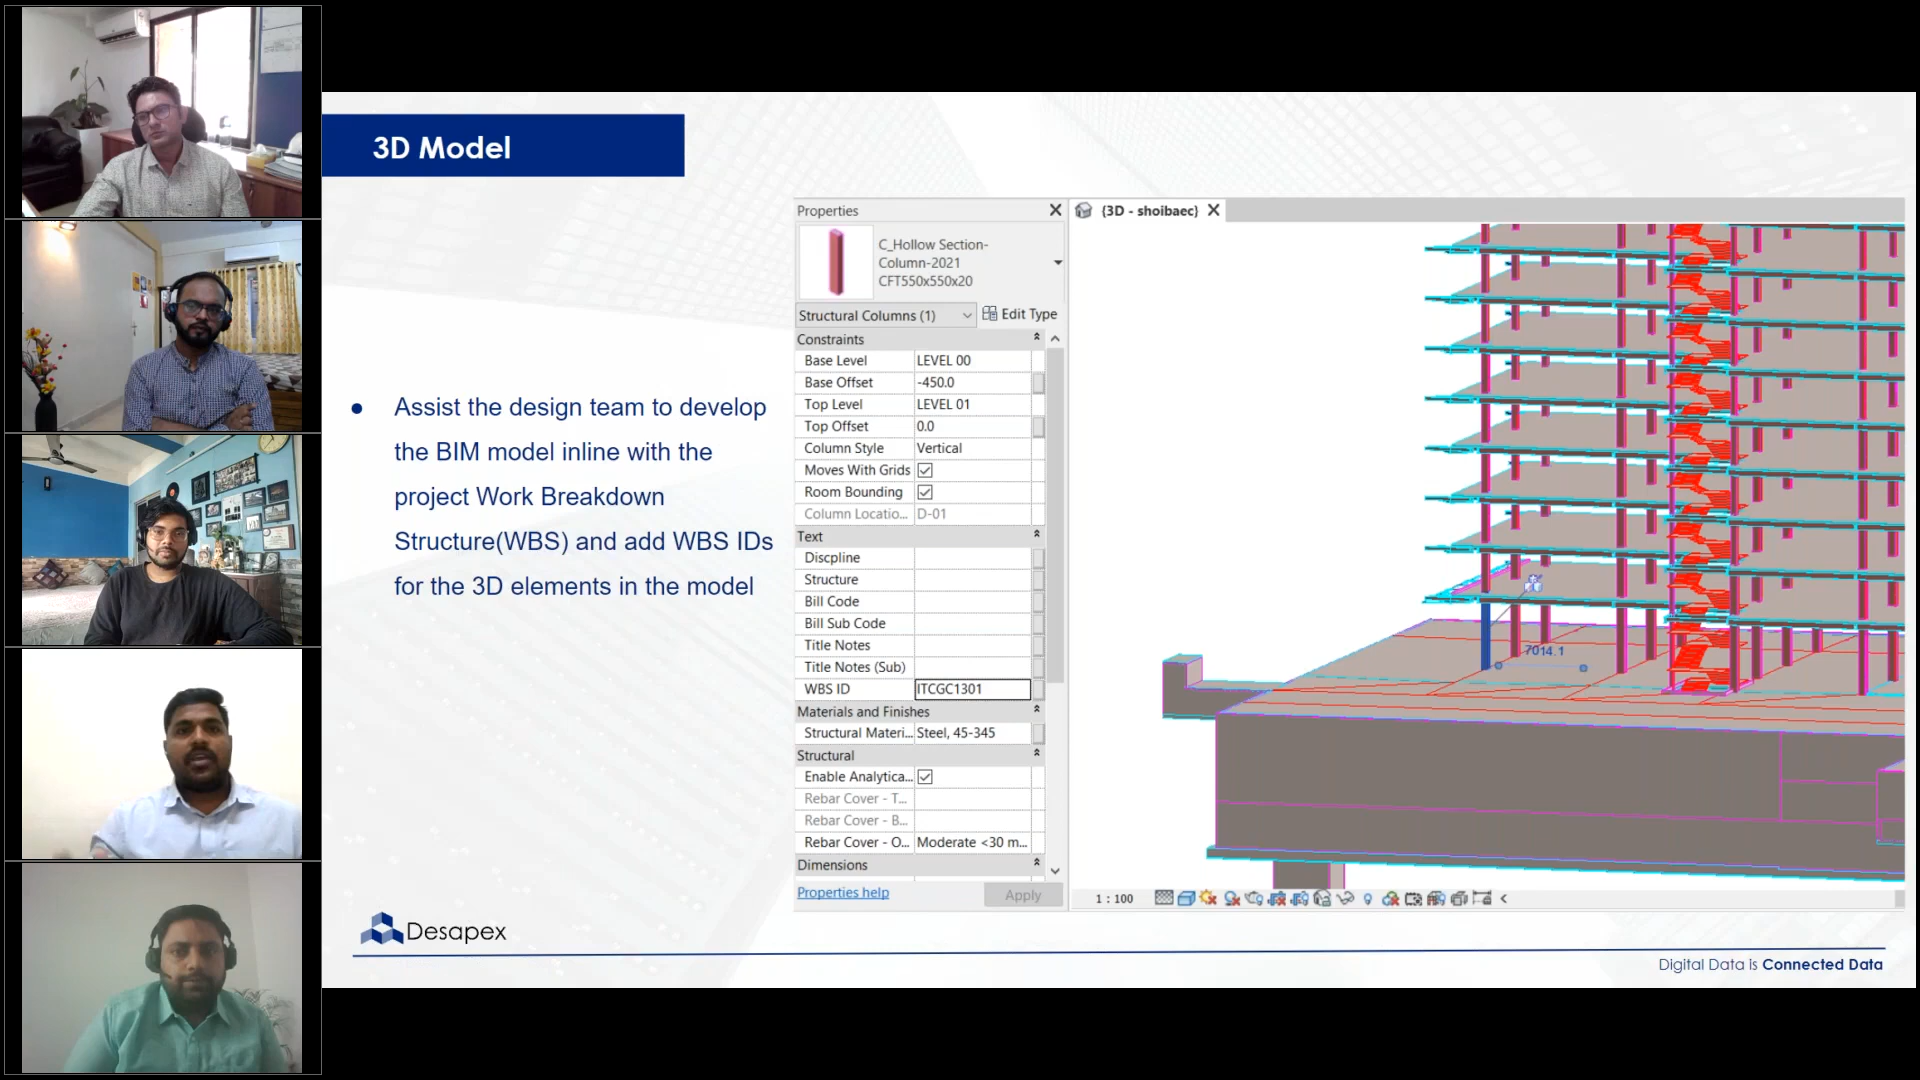 3D Model
● Assist the design team to develop
the BIM model inline with the
project Work Breakdown
Structure(WBS) and add WBS IDs
for the 3D elements in the model
Properties
C_Hollow Section-
Column-2021
CFT550x550x20
Structural Columns (1)
Edit Type
Constraints
Base Level LEVEL 00
Base Offset -450.0
Top Level LEVEL 01
Top Offset 0.0
Column Style Vertical
Moves With Grids
Room Bounding
Column Locatio... D-01
Text
Discpline
Structure
Bill Code
Bill Sub Code
Title Notes
Title Notes (Sub)
WBS ID ITCGC1301
Materials and Finishes
Structural Materi... Steel, 45-345
Structural
Enable Analytica...
Rebar Cover - T...
Rebar Cover - B...
Rebar Cover - O... Moderate <30 m...
Dimensions
Properties help
Apply
{3D - shoibaec}
7014.1
1 : 100
Desapex
Digital Data is Connected Data